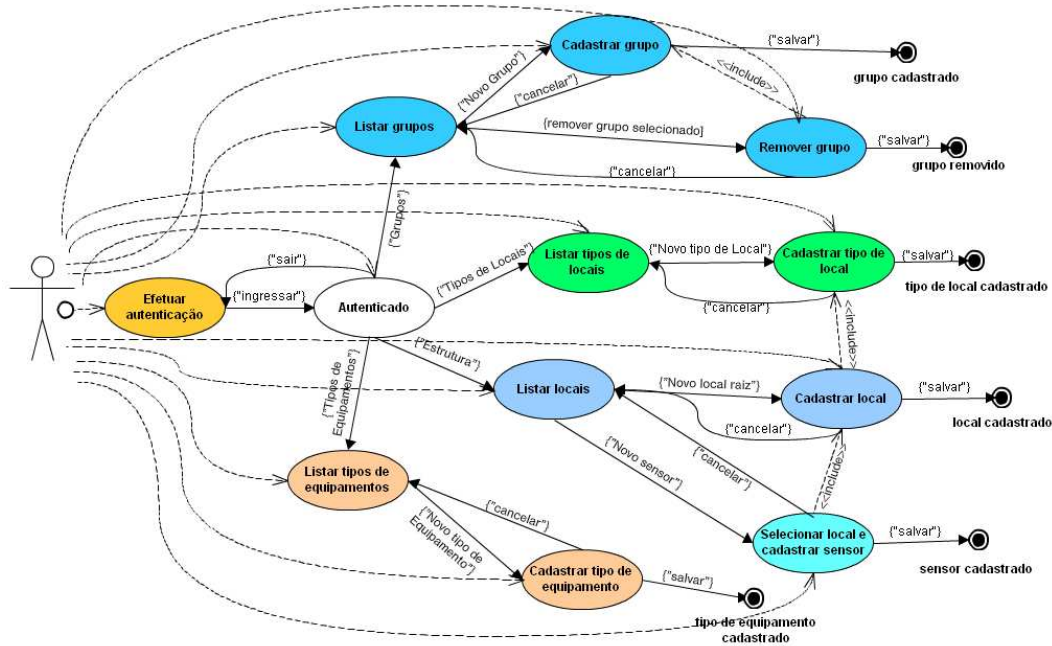 Cadastrar grupo
{"salvar"}
grupo cadastrado
<<include>>
{"Novo Grupo"}
{"cancelar"}
Listar grupos
{remover grupo selecionado]
Remover grupo
{"salvar"}
grupo removido
{"cancelar"}
{"Grupos"}
{"sair"}
Efetuar
autenticação
{"ingressar"}
Autenticado
{"Tipos de Locais"}
Listar tipos de
locais
{"Novo tipo de Local"}
Cadastrar tipo de
local
{"salvar"}
tipo de local cadastrado
{"cancelar"}
<<include>>
{"Estrutura"}
{"Tipos de
Equipamentos"}
Listar locais
{"Novo local raiz"}
Cadastrar local
{"salvar"}
local cadastrado
{"cancelar"}
{"Novo sensor"}
{"cancelar"}
<<include>>
Listar tipos de
equipamentos
{"cancelar"}
{"Novo tipo de
Equipamento"}
Selecionar local e
cadastrar sensor
{"salvar"}
sensor cadastrado
Cadastrar tipo de
equipamento
{"salvar"}
tipo de equipamento
cadastrado